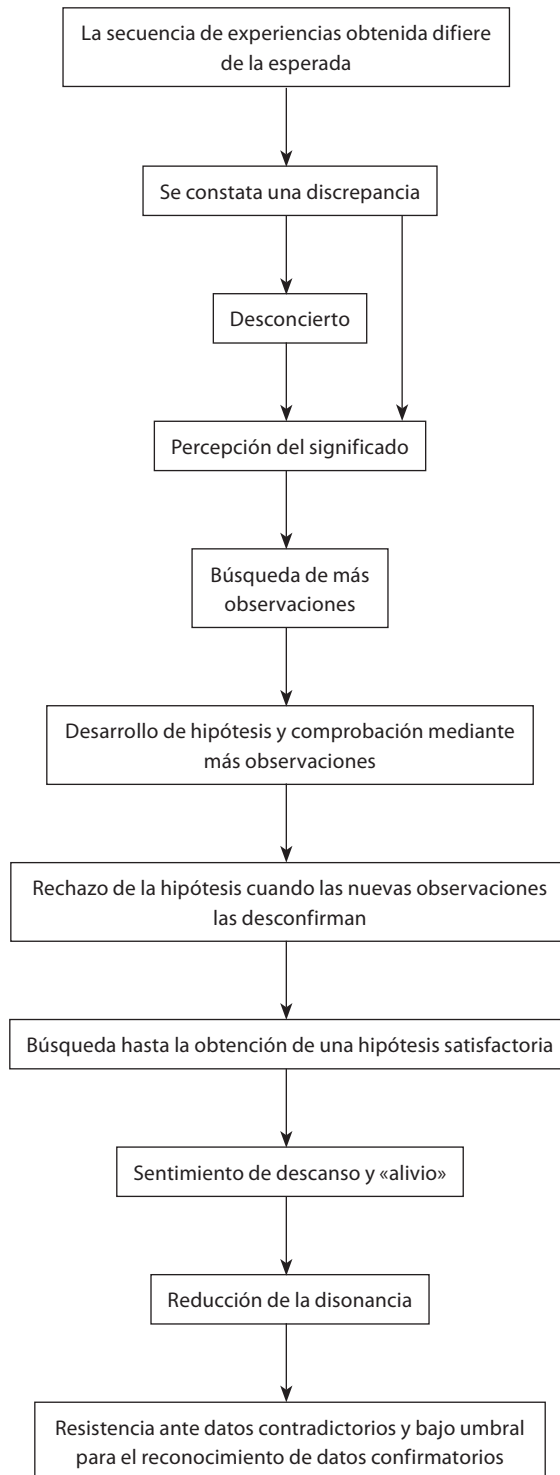 La secuencia de experiencias obtenida difiere
de la esperada
Se constata una discrepancia
Desconcierto
Percepción del significado
Búsqueda de más
observaciones
Desarrollo de hipótesis y comprobación mediante
más observaciones
Rechazo de la hipótesis cuando las nuevas observaciones
las desconfirman
Búsqueda hasta la obtención de una hipótesis satisfactoria
Sentimiento de descanso y «alivio»
Reducción de la disonancia
Resistencia ante datos contradictorios y bajo umbral
para el reconocimiento de datos confirmatorios